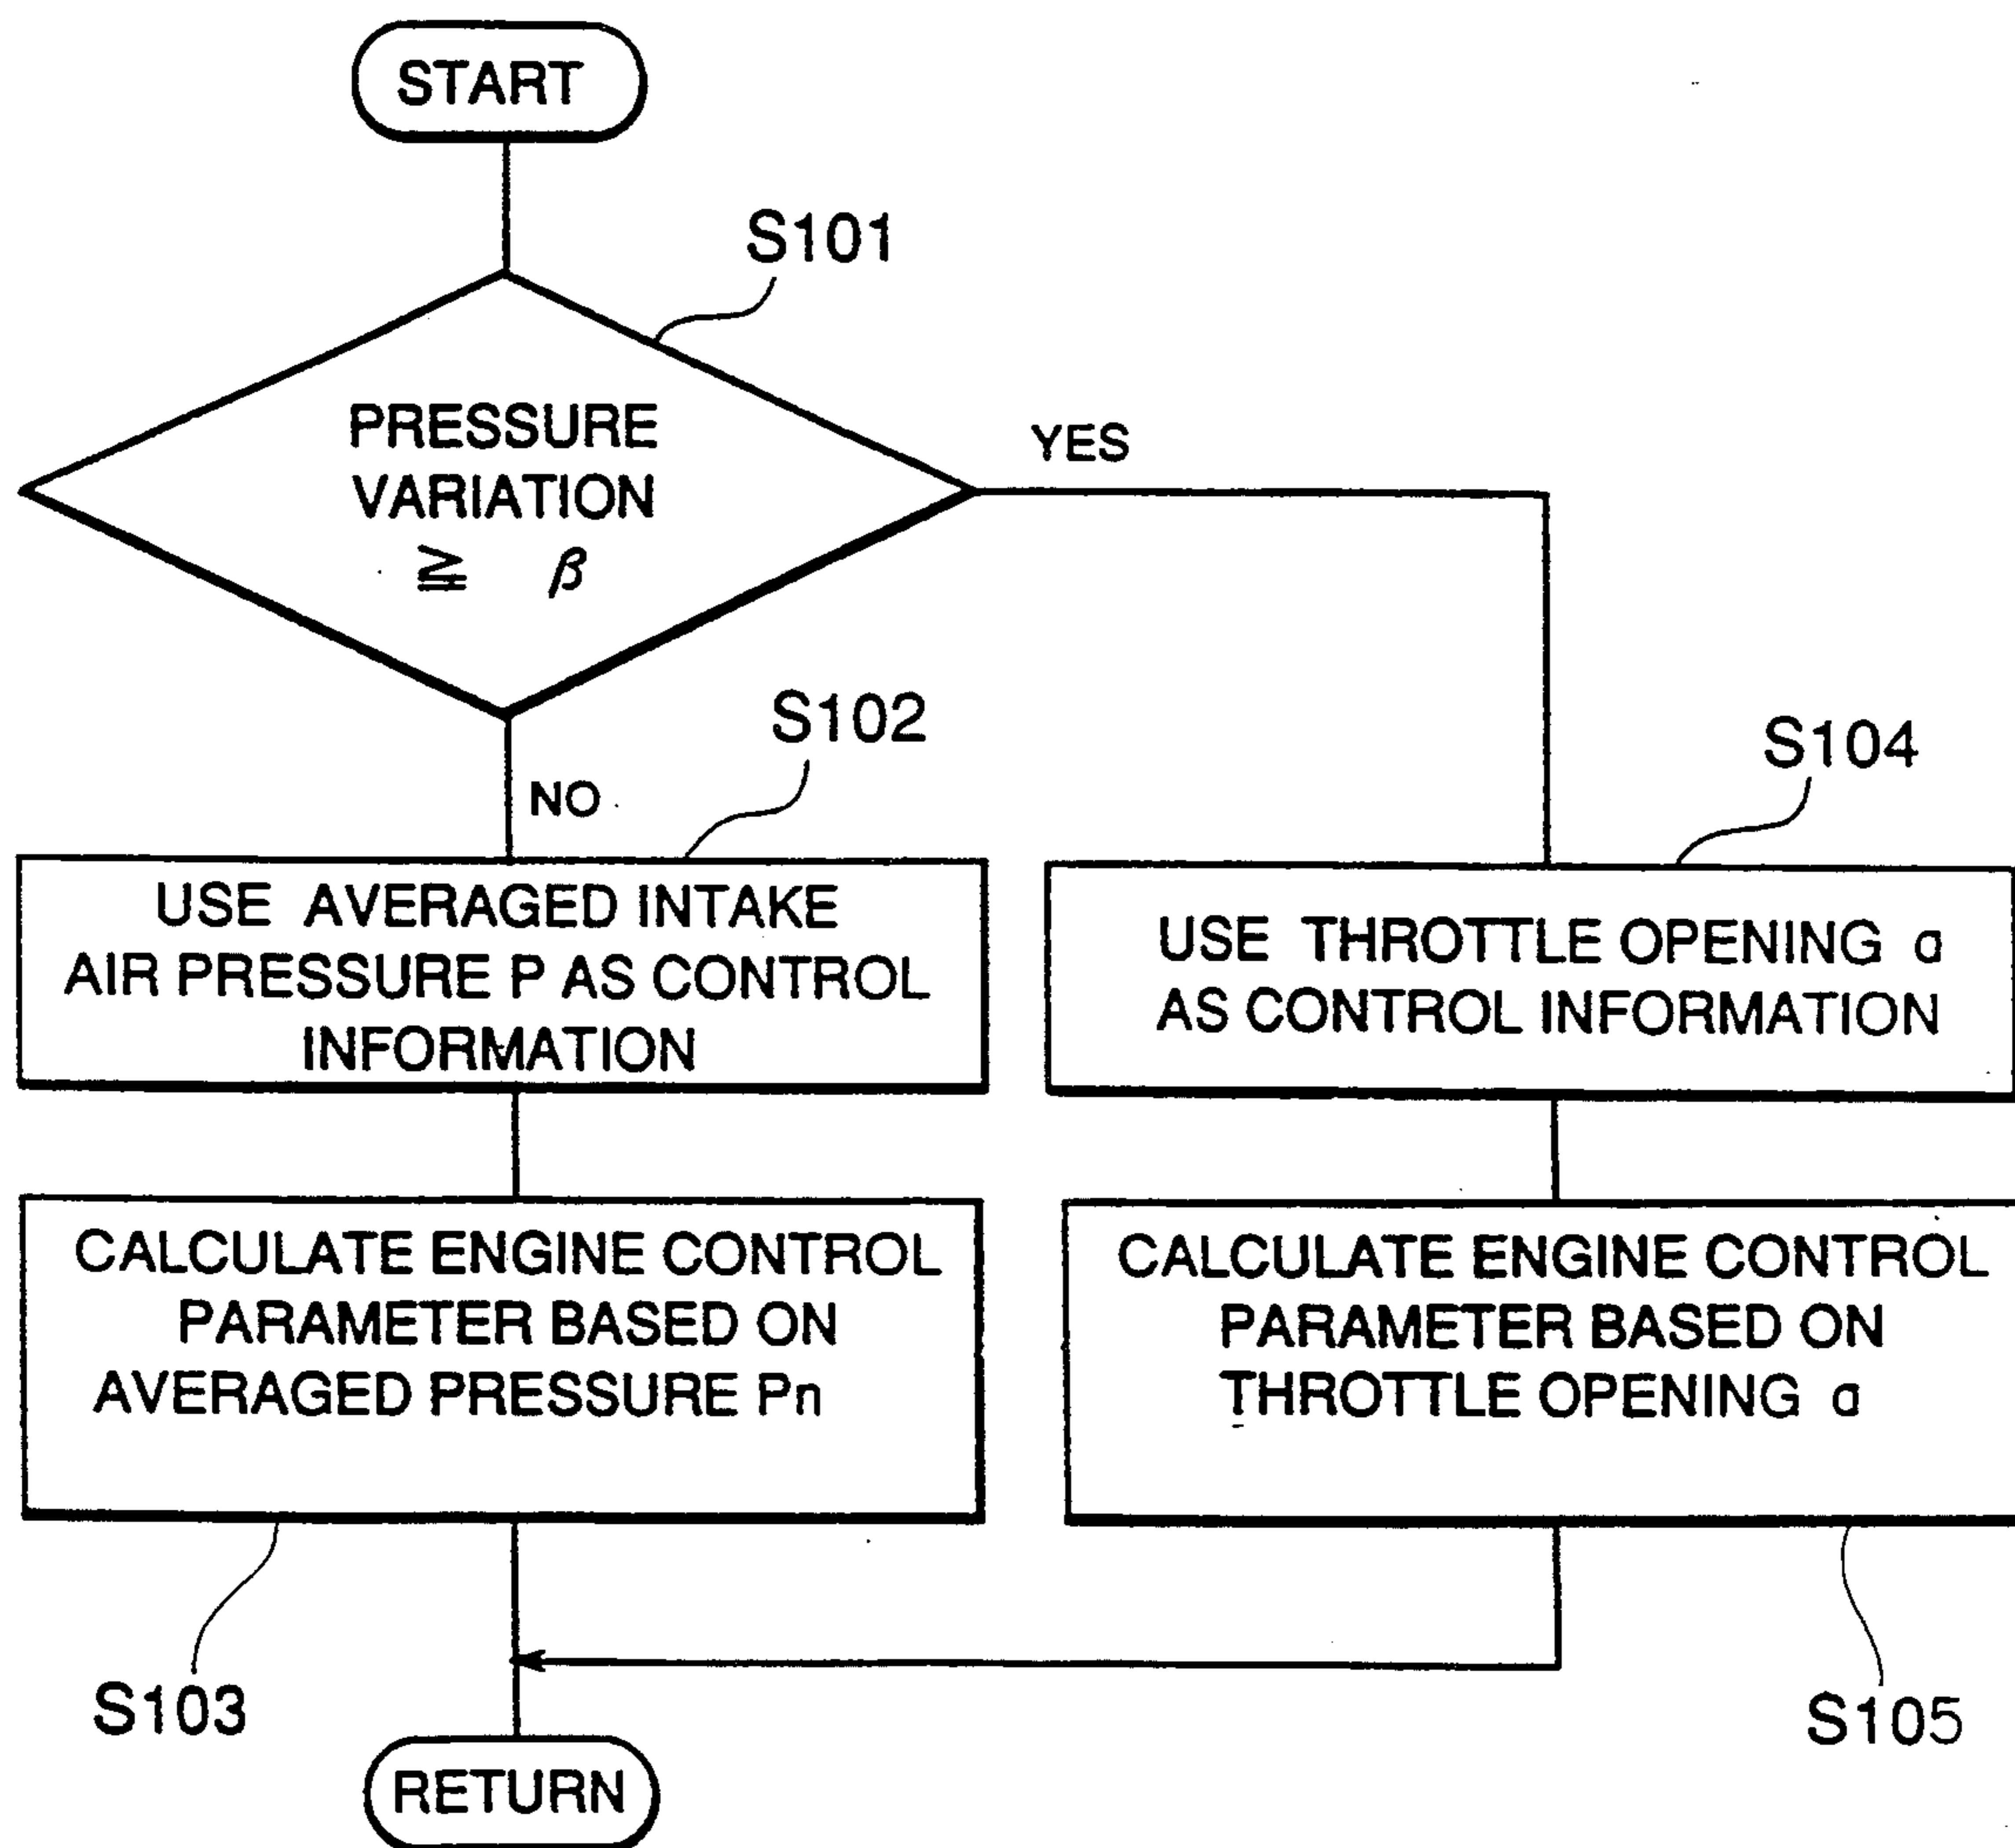 START
S101
PRESSURE
VARIATION
≧ β
YES
NO
S102
USE AVERAGED INTAKE
AIR PRESSURE P AS CONTROL
INFORMATION
S104
USE THROTTLE OPENING α
AS CONTROL INFORMATION
CALCULATE ENGINE CONTROL
PARAMETER BASED ON
AVERAGED PRESSURE Pn
CALCULATE ENGINE CONTROL
PARAMETER BASED ON
THROTTLE OPENING α
S103
S105
RETURN